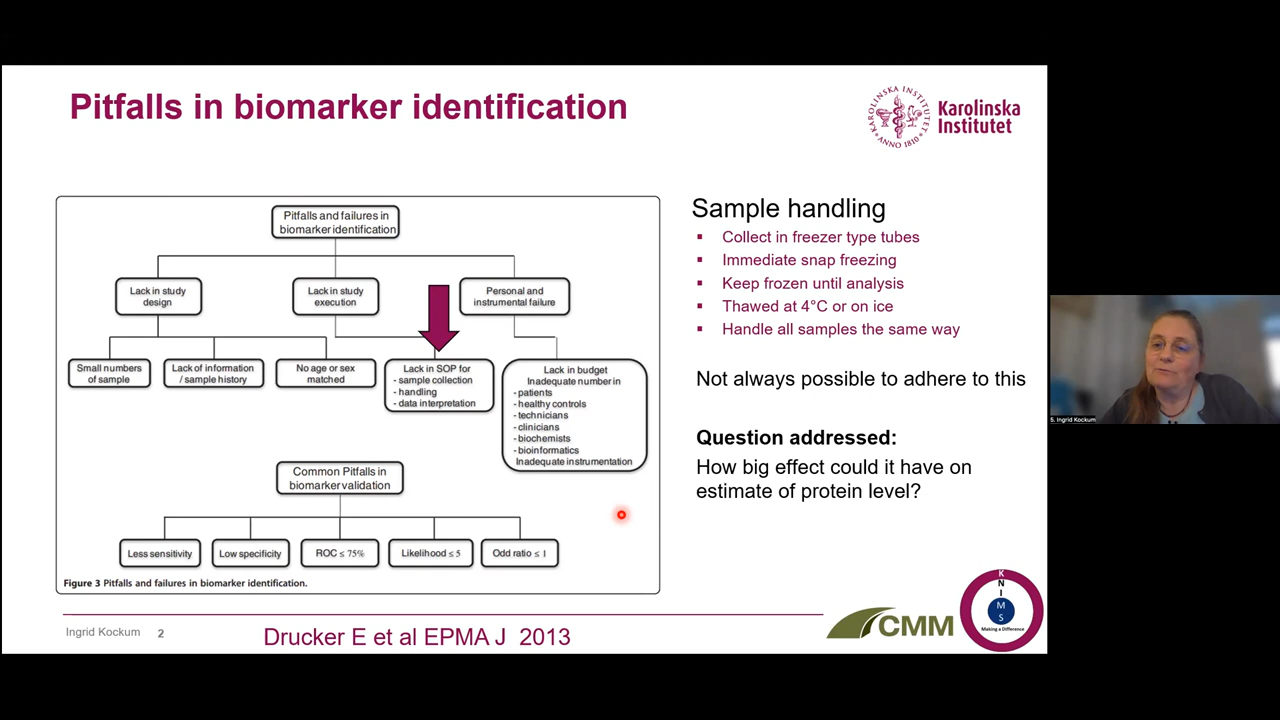 Pitfalls in biomarker identification
KAROLINSKA INSTITUTET
ANNO 1810
Karolinska
Institutet
Pitfalls and failures in
biomarker identification
Lack in study
design
Lack in study
execution
Personal and
instrumental failure
Small numbers
of sample
Lack of information
/ sample history
No age or sex
matched
Lack in SOP for
- sample collection
- handling
- data interpretation
Lack in budget
Inadequate number in
- patients
- healthy controls
- technicians
- clinicians
- biochemists
- bioinformatics
Inadequate instrumentation
Common Pitfalls in
biomarker validation
Less sensitivity
Low specificity
ROC ≤ 75%
Likelihood ≤ 5
Odd ratio ≤ 1
Figure 3 Pitfalls and failures in biomarker identification.
Sample handling
▪ Collect in freezer type tubes
▪ Immediate snap freezing
▪ Keep frozen until analysis
▪ Thawed at 4°C or on ice
▪ Handle all samples the same way
Not always possible to adhere to this
Question addressed:
How big effect could it have on
estimate of protein level?
Ingrid Kockum 2
Drucker E et al EPMA J 2013
CMM
K
N
I
M
S
Making a Difference
5. Ingrid Kockum